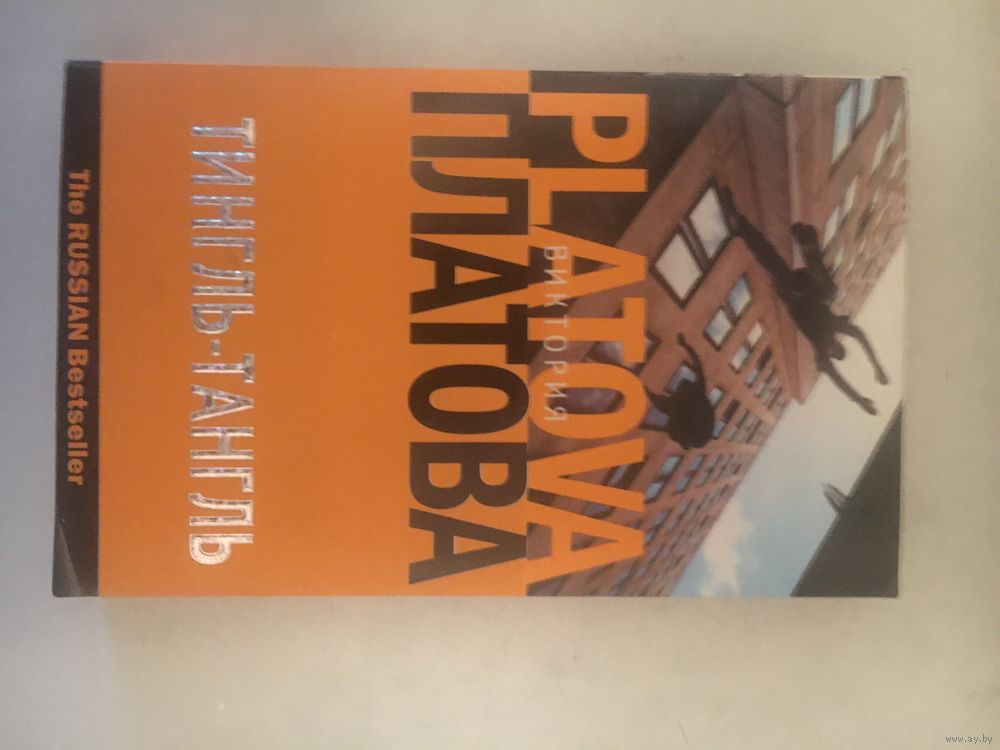 PLATOVA
ВИКТОРИЯ
ПЛАТОВА
ТИНГЛЬ-ТАНГЛЬ
The RUSSIAN Bestseller
www.ay.by